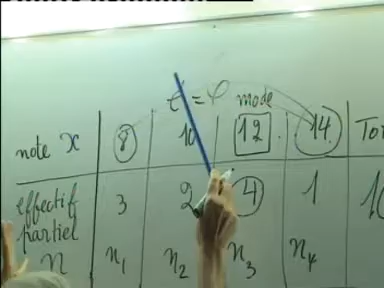 e = φ mode
note x 8 10 12 14
effectif 3 2 4 1
partiel
n n₁ n₂ n₃ n₄